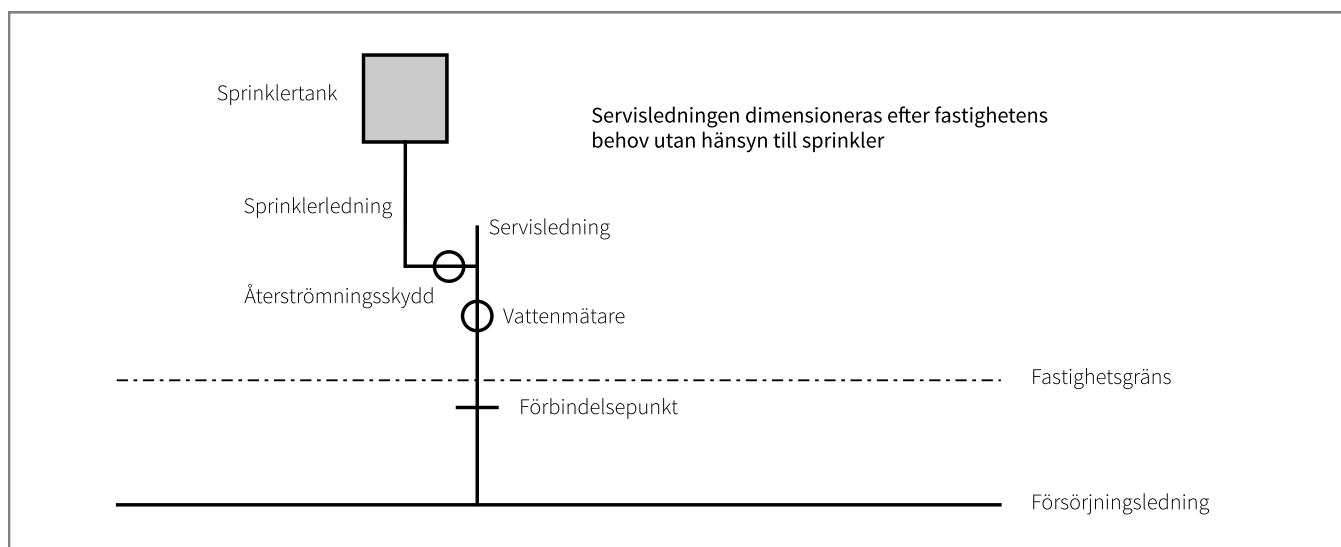 Sprinklertank
Servisledningen dimensioneras efter fastighetens
behov utan hänsyn till sprinkler
Sprinklerledning
Servisledning
Återströmningsskydd
Vattenmätare
Fastighetsgräns
Förbindelsepunkt
Försörjningsledning